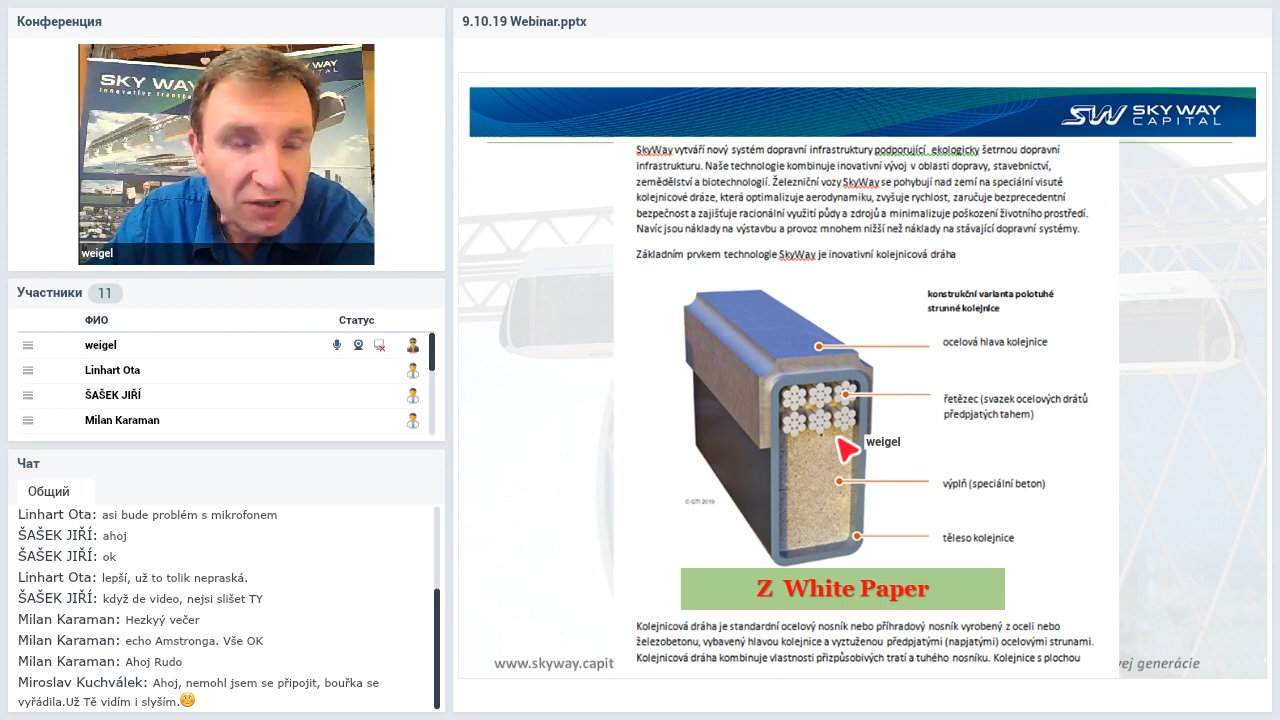 Конференция
SKY WAY
innovative transpo
WAY
CAPITAL
weigel
Участники 11
ФИО Статус
weigel
Linhart Ota
ŠAŠEK JIŘÍ
Milan Karaman
Чат
Общий
Linhart Ota: asi bude problém s mikrofonem
ŠAŠEK JIŘÍ: ahoj
ŠAŠEK JIŘÍ: ok
Linhart Ota: lepší, už to tolik nepraská.
ŠAŠEK JIŘÍ: když de video, nejsi slišet TY
Milan Karaman: Hezkyý večer
Milan Karaman: echo Amstronga. Vše OK
Milan Karaman: Ahoj Rudo
Miroslav Kuchválek: Ahoj, nemohl jsem se připojit, bouřka se
vyřádila.Už Tě vidím i slyším.
9.10.19 Webinar.pptx
SW SKY WAY
CAPITAL
SkyWay vytváří nový systém dopravní infrastruktury podporující ekologicky šetrnou dopravní
infrastrukturu. Naše technologie kombinuje inovativní vývoj v oblasti dopravy, stavebnictví,
zemědělství a biotechnologií. Železniční vozy SkyWay se pohybují nad zemí na speciální visuté
kolejnicové dráze, která optimalizuje aerodynamiku, zvyšuje rychlost, zaručuje bezprecedentní
bezpečnost a zajišťuje racionální využití půdy a zdrojů a minimalizuje poškození životního prostředí.
Navíc jsou náklady na výstavbu a provoz mnohem nižší než náklady na stávající dopravní systémy.
Základním prvkem technologie SkyWay je inovativní kolejnicová dráha
konstrukční varianta polotuhé
strunné kolejnice
ocelová hlava kolejnice
řetězec (svazek ocelových drátů
předpjatých tahem)
weigel
výplň (speciální beton)
© GTI 2019
těleso kolejnice
Z White Paper
Kolejnicová dráha je standardní ocelový nosník nebo příhradový nosník vyrobený z oceli nebo
železobetonu, vybavený hlavou kolejnice a vyztuženou předpjatými (napjatými) ocelovými strunami.
Kolejnicová dráha kombinuje vlastnosti přizpůsobivých tratí a tuhého nosníku. Kolejnice s plochou
www.skyway.capit
vej generácie